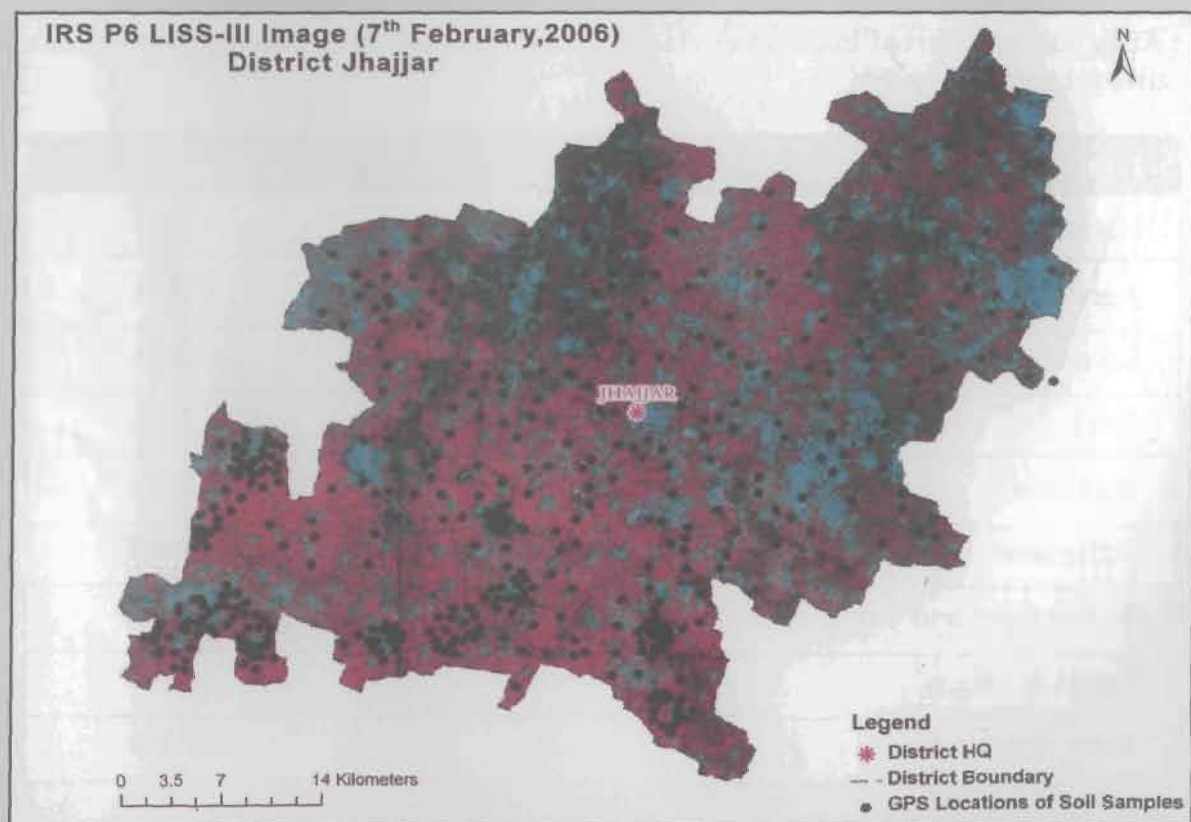 IRS P6 LISS-III Image (7th February,2006)
District Jhajjar
N
JHAJJAR
Legend
District HQ
District Boundary
GPS Locations of Soil Samples
0 3.5 7 14 Kilometers